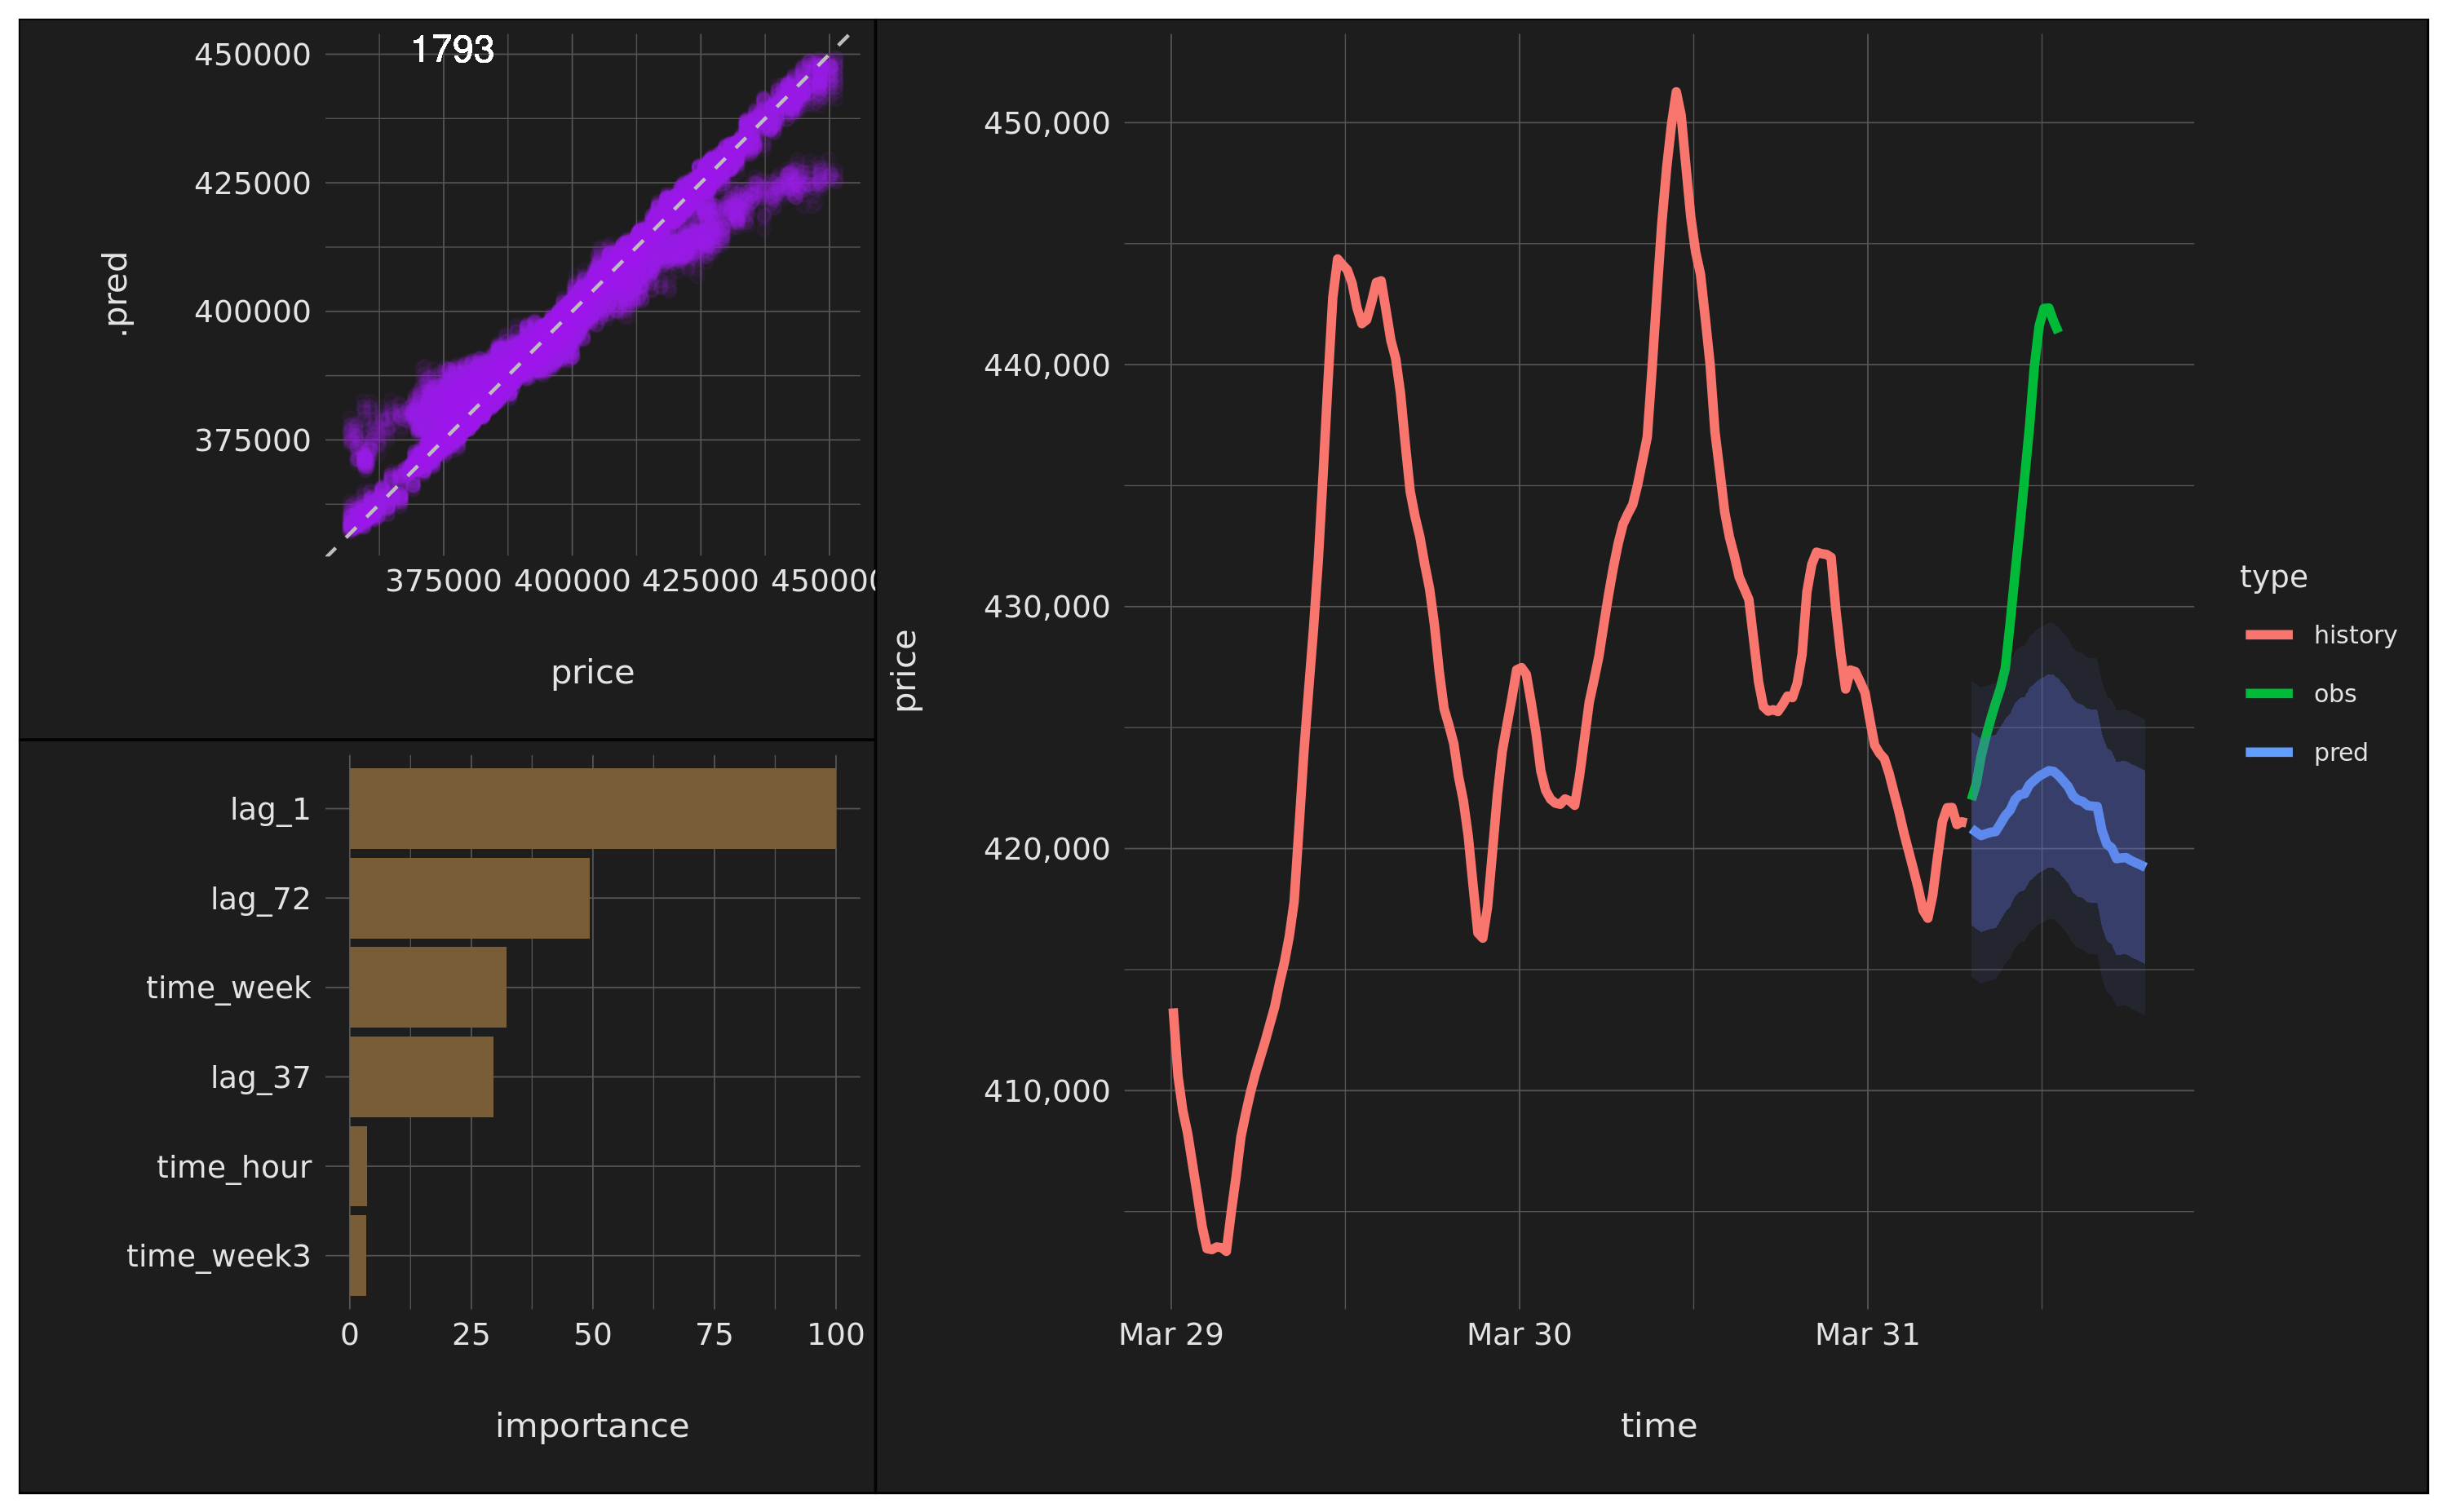 1793
450000
425000
400000
375000
.pred
375000 400000 425000 450000
price
lag_1
lag_72
time_week
lag_37
time_hour
time_week3
0 25 50 75 100
importance
450,000
440,000
430,000
420,000
410,000
price
Mar 29 Mar 30 Mar 31
time
type
history
obs
pred